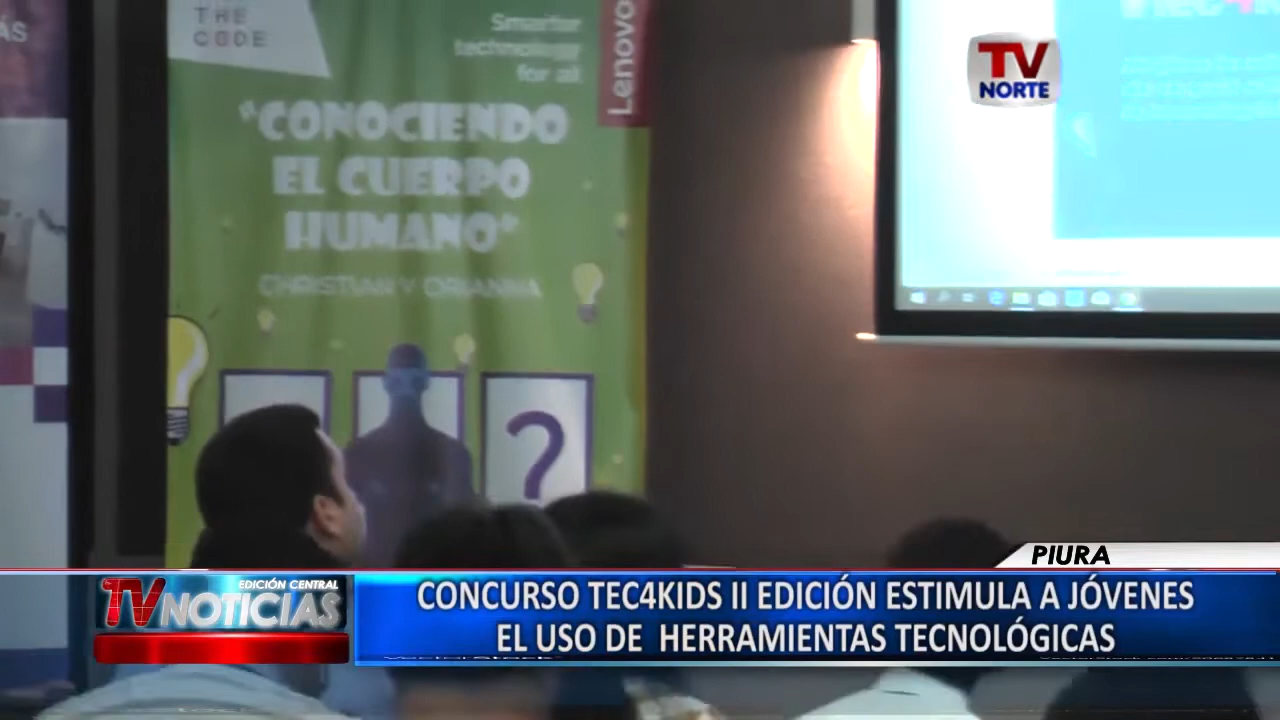 ÁS
THE
CODE
Smarter
technology
for all
Lenovo
"CONOCIENDO
EL CUERPO
HUMANO"
CHRISTIAN Y ORIANNA
?
TV
NORTE
PIURA
TV NOTICIAS
EDICIÓN CENTRAL
CONCURSO TEC4KIDS II EDICIÓN ESTIMULA A JÓVENES
EL USO DE HERRAMIENTAS TECNOLÓGICAS